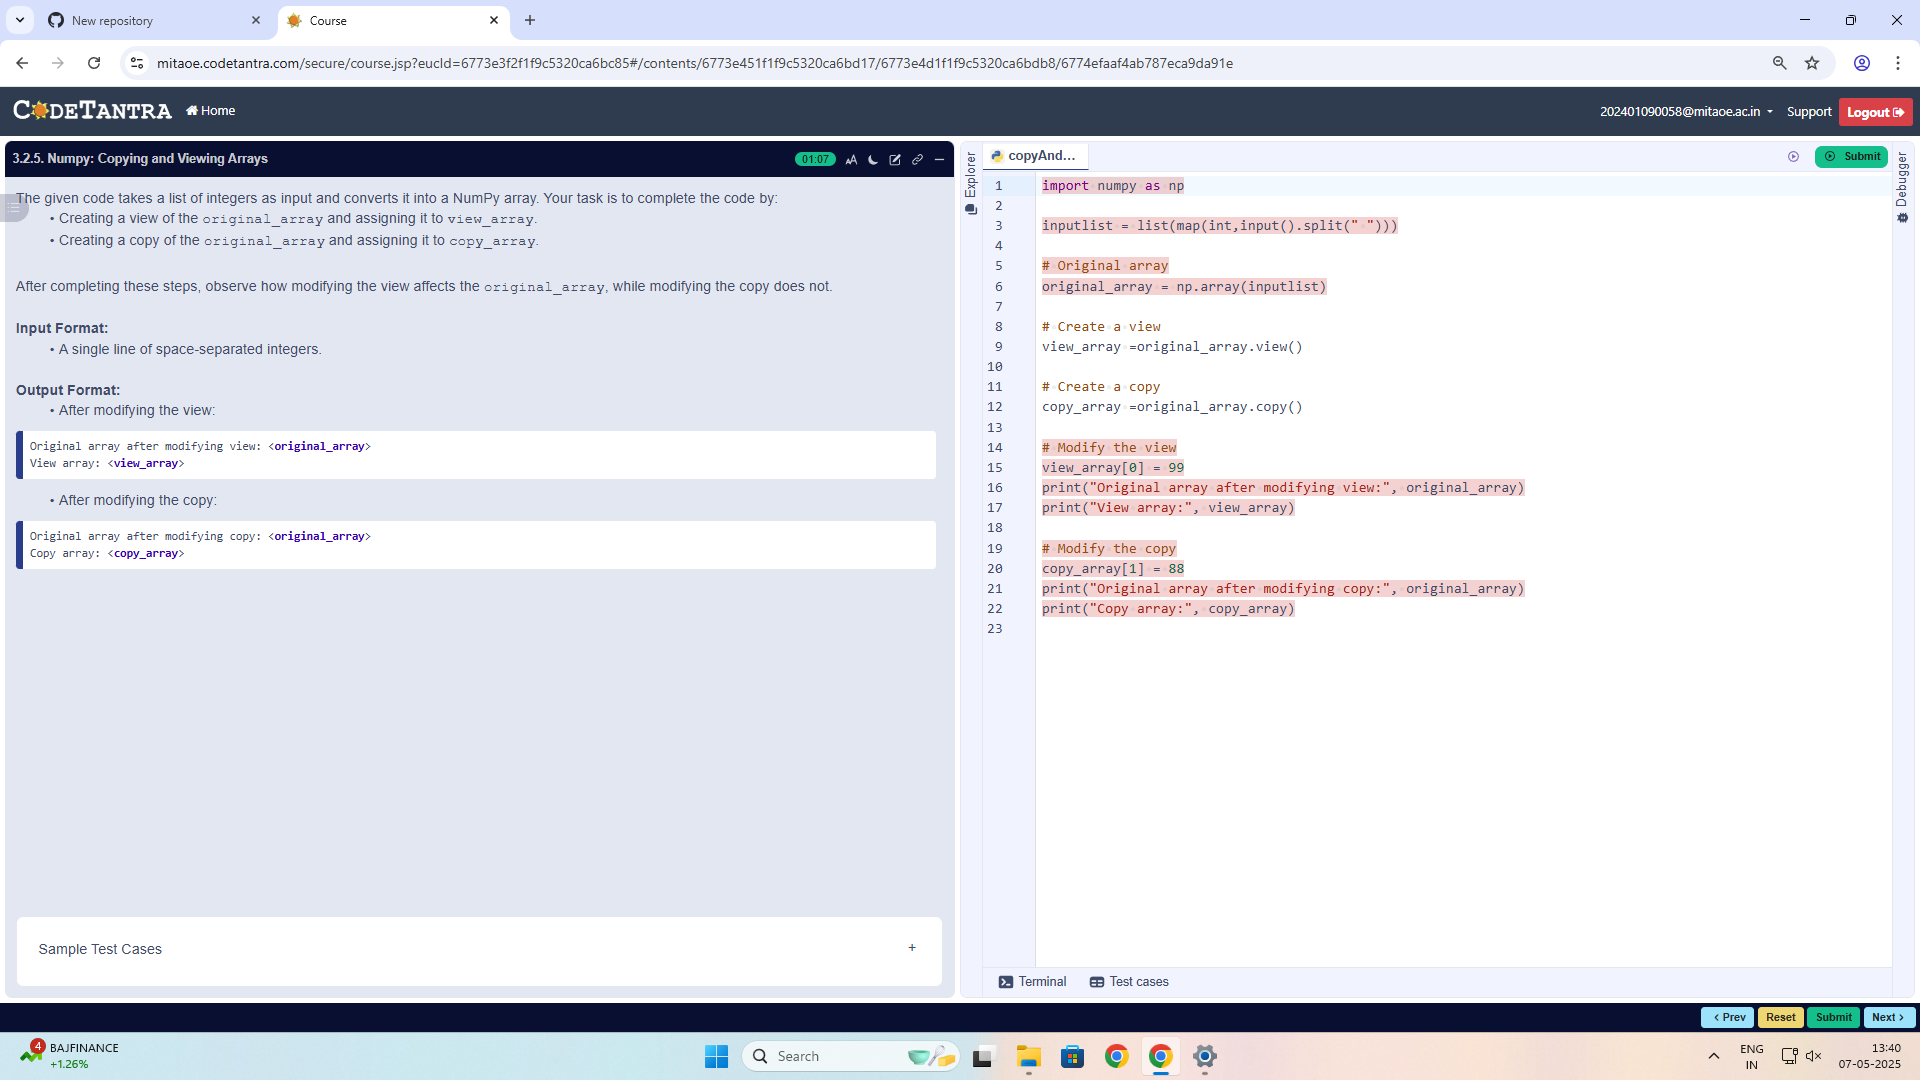 New repository
Course
mitaoe.codetantra.com/secure/course.jsp?eucId=6773e3f2f1f9c5320ca6bc85#/contents/6773e451f1f9c5320ca6bd17/6773e4d1f1f9c5320ca6bdb8/6774efaaf4ab787eca9da91e
CODETANTRA
Home
202401090058@mitaoe.ac.in
Support
Logout
3.2.5. Numpy: Copying and Viewing Arrays
01:07
AA
The given code takes a list of integers as input and converts it into a NumPy array. Your task is to complete the code by:
• Creating a view of the original_array and assigning it to view_array.
• Creating a copy of the original_array and assigning it to copy_array.
After completing these steps, observe how modifying the view affects the original_array, while modifying the copy does not.
Input Format:
• A single line of space-separated integers.
Output Format:
• After modifying the view:
Original array after modifying view: <original_array>
View array: <view_array>
• After modifying the copy:
Original array after modifying copy: <original_array>
Copy array: <copy_array>
Sample Test Cases
+
Explorer
copyAnd...
Submit
Debugger
1 import numpy as np
2
3 inputlist = list(map(int,input().split(" ")))
4
5 # Original array
6 original_array = np.array(inputlist)
7
8 # Create a view
9 view_array =original_array.view()
10
11 # Create a copy
12 copy_array =original_array.copy()
13
14 # Modify the view
15 view_array[0] = 99
16 print("Original array after modifying view:", original_array)
17 print("View array:", view_array)
18
19 # Modify the copy
20 copy_array[1] = 88
21 print("Original array after modifying copy:", original_array)
22 print("Copy array:", copy_array)
23
Terminal
Test cases
< Prev
Reset
Submit
Next >
4
BAJFINANCE
+1.26%
Search
ENG
IN
13:40
07-05-2025